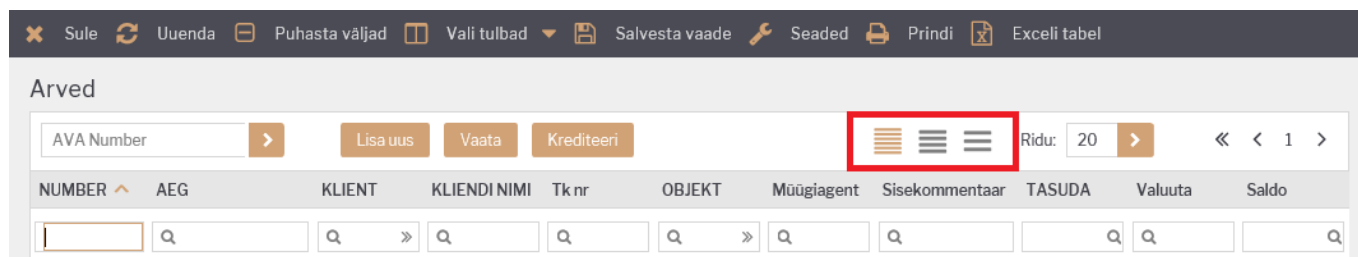 Sule Uuenda Puhasta väljad Vali tulbad Salvesta vaade Seaded Prindi Exceli tabel
Arved
AVA Number Lisa uus Vaata Krediteeri Ridu: 20 1
NUMBER AEG KLIENT KLIENDI NIMI Tk nr OBJEKT Müügiagent Sisekommentaar TASUDA Valuuta Saldo